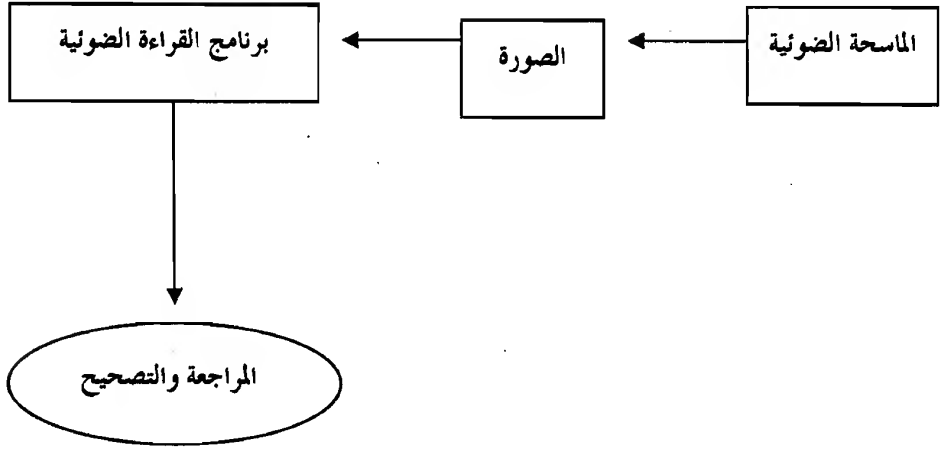 الماسحة الضوئية
الصورة
برنامج القراءة الضوئية
المراجعة والتصحيح